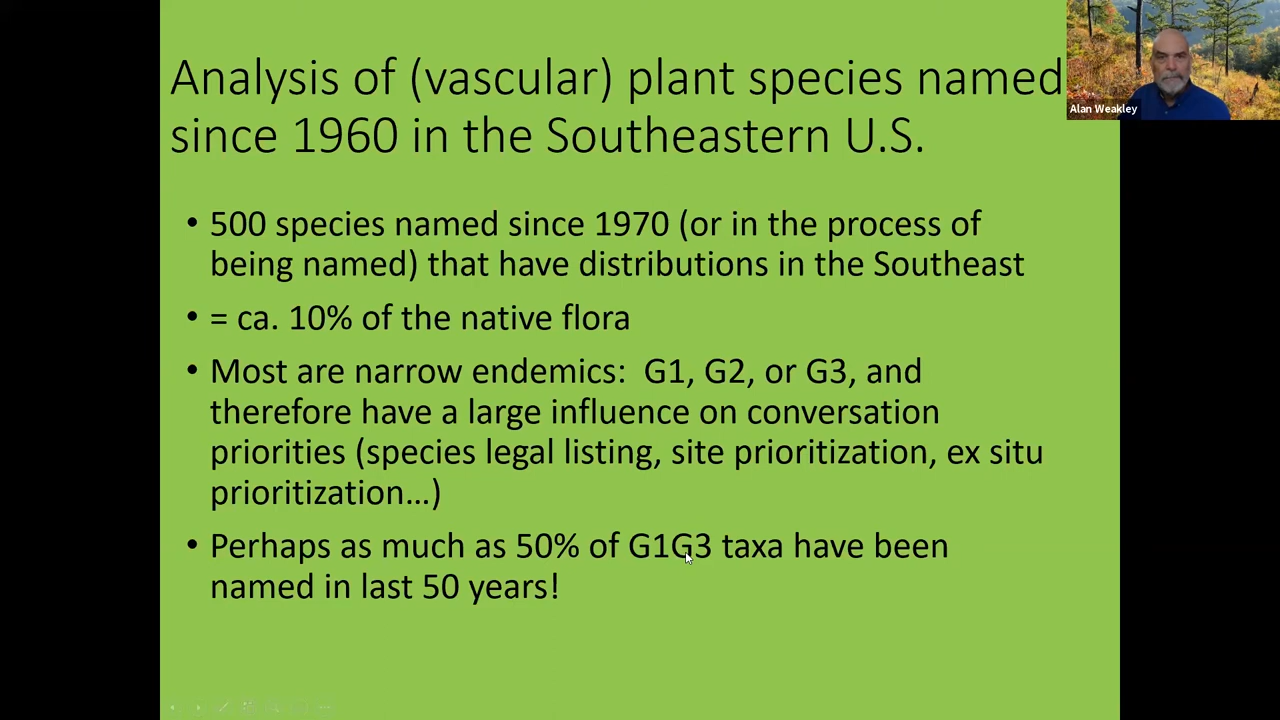 Analysis of (vascular) plant species named
since 1960 in the Southeastern U.S.
Alan Weakley
• 500 species named since 1970 (or in the process of
being named) that have distributions in the Southeast
• = ca. 10% of the native flora
• Most are narrow endemics:  G1, G2, or G3, and
therefore have a large influence on conversation
priorities (species legal listing, site prioritization, ex situ
prioritization...)
• Perhaps as much as 50% of G1G3 taxa have been
named in last 50 years!